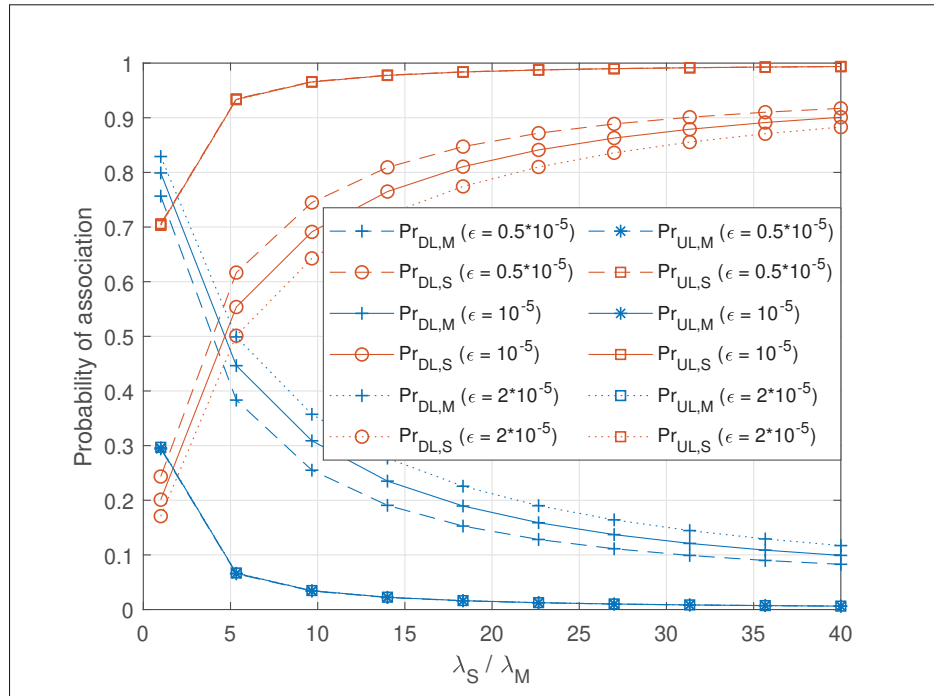 Probability of association
1
0.9
0.8
0.7
0.6
0.5
0.4
0.3
0.2
0.1
0
Pr_DL,M (ϵ = 0.5*10^-5)
Pr_DL,S (ϵ = 0.5*10^-5)
Pr_DL,M (ϵ = 10^-5)
Pr_DL,S (ϵ = 10^-5)
Pr_DL,M (ϵ = 2*10^-5)
Pr_DL,S (ϵ = 2*10^-5)
Pr_UL,M (ϵ = 0.5*10^-5)
Pr_UL,S (ϵ = 0.5*10^-5)
Pr_UL,M (ϵ = 10^-5)
Pr_UL,S (ϵ = 10^-5)
Pr_UL,M (ϵ = 2*10^-5)
Pr_UL,S (ϵ = 2*10^-5)
0 5 10 15 20 25 30 35 40
λ_S / λ_M